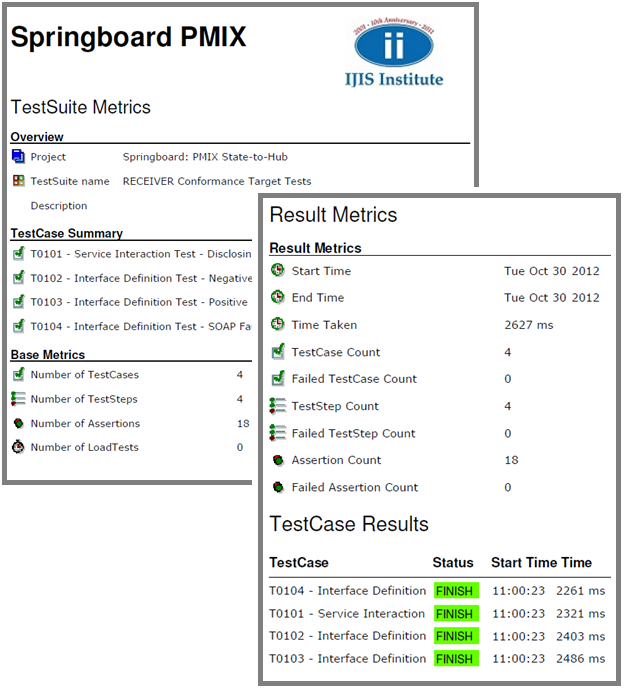 Springboard PMIX
2001 - 10th Anniversary - 2011
IJIS Institute
TestSuite Metrics
Overview
Project Springboard: PMIX State-to-Hub
TestSuite name RECEIVER Conformance Target Tests
Description
TestCase Summary
T0101 - Service Interaction Test - Disclosin
T0102 - Interface Definition Test - Negative
T0103 - Interface Definition Test - Positive
T0104 - Interface Definition Test - SOAP Fa
Base Metrics
Number of TestCases 4
Number of TestSteps 4
Number of Assertions 18
Number of LoadTests 0
Result Metrics
Result Metrics
Start Time Tue Oct 30 2012
End Time Tue Oct 30 2012
Time Taken 2627 ms
TestCase Count 4
Failed TestCase Count 0
TestStep Count 4
Failed TestStep Count 0
Assertion Count 18
Failed Assertion Count 0
TestCase Results
TestCase Status Start Time Time
T0104 - Interface Definition FINISH 11:00:23 2261 ms
T0101 - Service Interaction FINISH 11:00:23 2321 ms
T0102 - Interface Definition FINISH 11:00:23 2403 ms
T0103 - Interface Definition FINISH 11:00:23 2486 ms